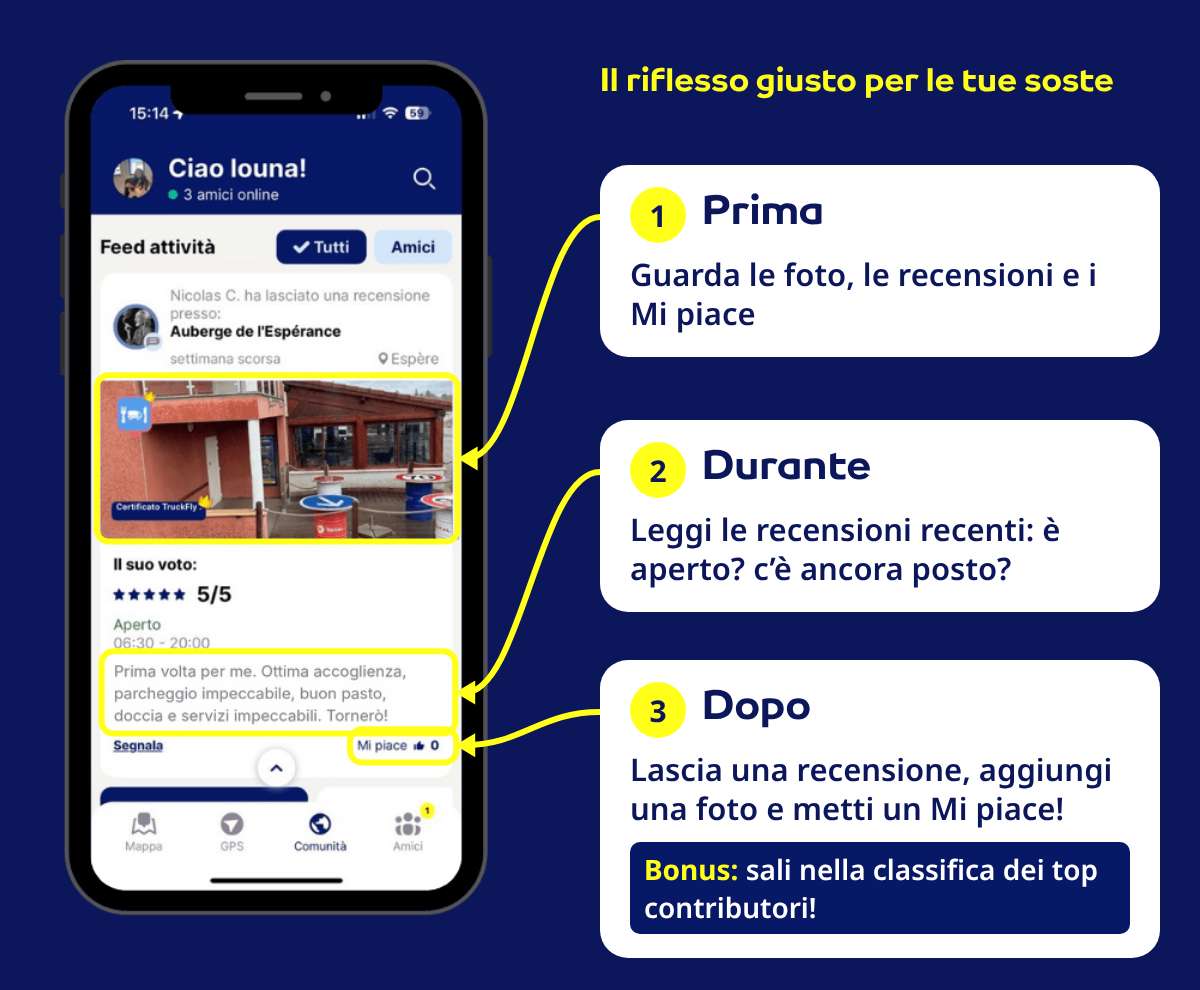 Il riflesso giusto per le tue soste
15:14
59
Ciao louna!
3 amici online
Feed attività
Tutti
Amici
Nicolas C. ha lasciato una recensione
presso:
Auberge de l'Espérance
settimana scorsa
Espère
Certificato TruckFly
Il suo voto:
5/5
Aperto
06:30 - 20:00
Prima volta per me. Ottima accoglienza,
parcheggio impeccabile, buon pasto,
doccia e servizi impeccabili. Tornerò!
Segnala
Mi piace 0
Mappa
GPS
Comunità
Amici
1
1 Prima
Guarda le foto, le recensioni e i
Mi piace
2 Durante
Leggi le recensioni recenti: è
aperto? c’è ancora posto?
3 Dopo
Lascia una recensione, aggiungi
una foto e metti un Mi piace!
Bonus: sali nella classifica dei top
contributori!